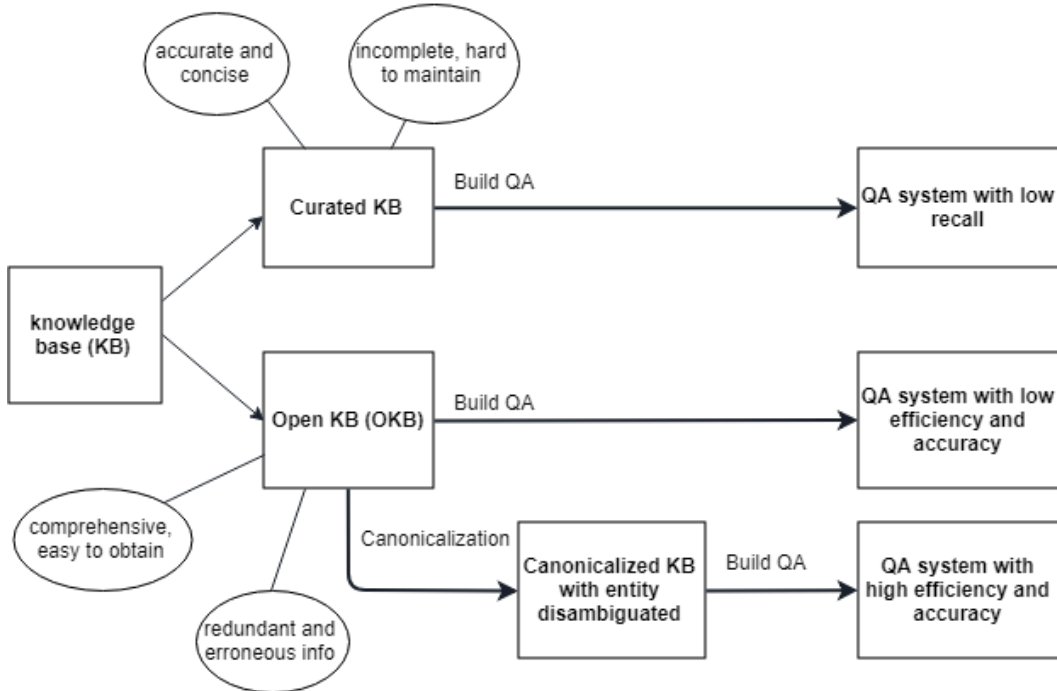 accurate and
concise
incomplete, hard
to maintain
Curated KB
Build QA
QA system with low
recall
knowledge
base (KB)
Open KB (OKB)
Build QA
QA system with low
efficiency and
accuracy
comprehensive,
easy to obtain
redundant and
erroneous info
Canonicalization
Canonicalized KB
with entity
disambiguated
Build QA
QA system with
high efficiency and
accuracy